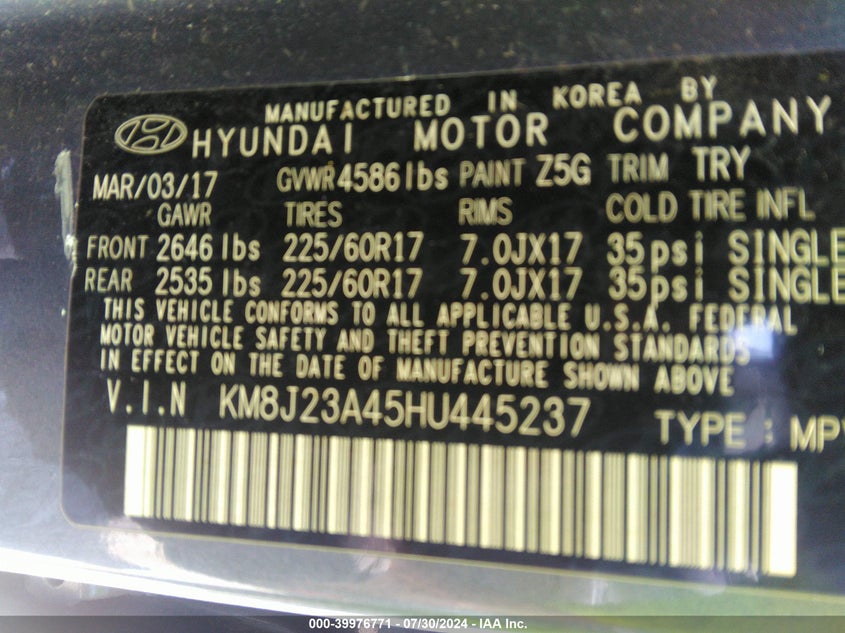 MANUFACTURED IN KOREA BY
HYUNDAI MOTOR COMPANY
MAR/03/17 GVWR 4586 lbs PAINT Z5G TRIM TRY
GAWR TIRES RIMS COLD TIRE INFL
FRONT 2646 lbs 225/60R17 7.0JX17 35psi SINGLE
REAR 2535 lbs 225/60R17 7.0JX17 35psi SINGLE
THIS VEHICLE CONFORMS TO ALL APPLICABLE U.S.A. FEDERAL
MOTOR VEHICLE SAFETY AND THEFT PREVENTION STANDARDS
IN EFFECT ON THE DATE OF MANUFACTURE SHOWN ABOVE
V.I.N KM8J23A45HU445237 TYPE : MPV
000-39976771 - 07/30/2024 - IAA Inc.